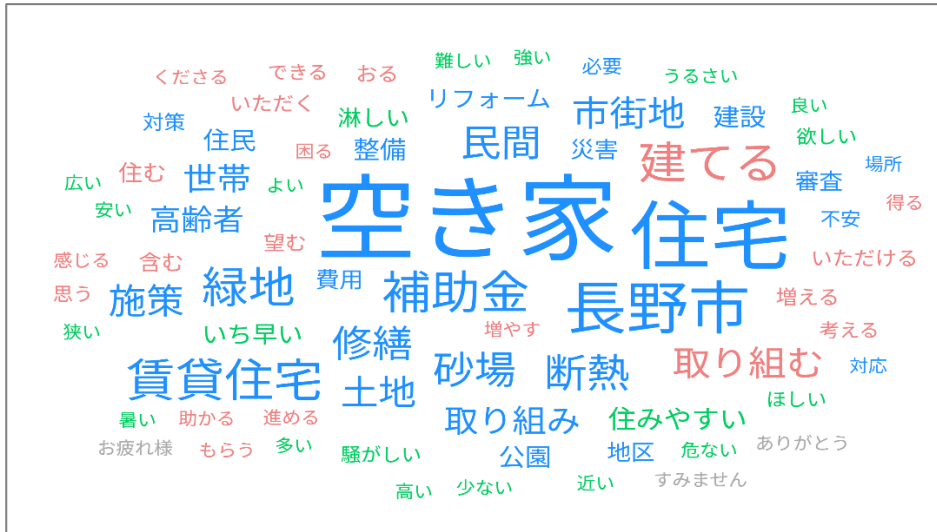 難しい
強い
必要
うるさい
くださる
できる
おる
いただく
リフォーム
市街地
建設
良い
対策
住民
淋しい
困る
整備
民間
災害
建てる
欲しい
場所
広い
住む
世帯
よい
空き家
住宅
審査
得る
安い
高齢者
望む
不安
感じる
含む
緑地
費用
補助金
長野市
いただける
思う
施策
増える
狭い
いち早い
修繕
増やす
取り組む
考える
賃貸住宅
土地
砂場
断熱
対応
暑い
助かる
進める
取り組み
住みやすい
ほしい
お疲れ様
もらう
多い
騒がしい
公園
地区
危ない
ありがとう
高い
少ない
近い
すみません